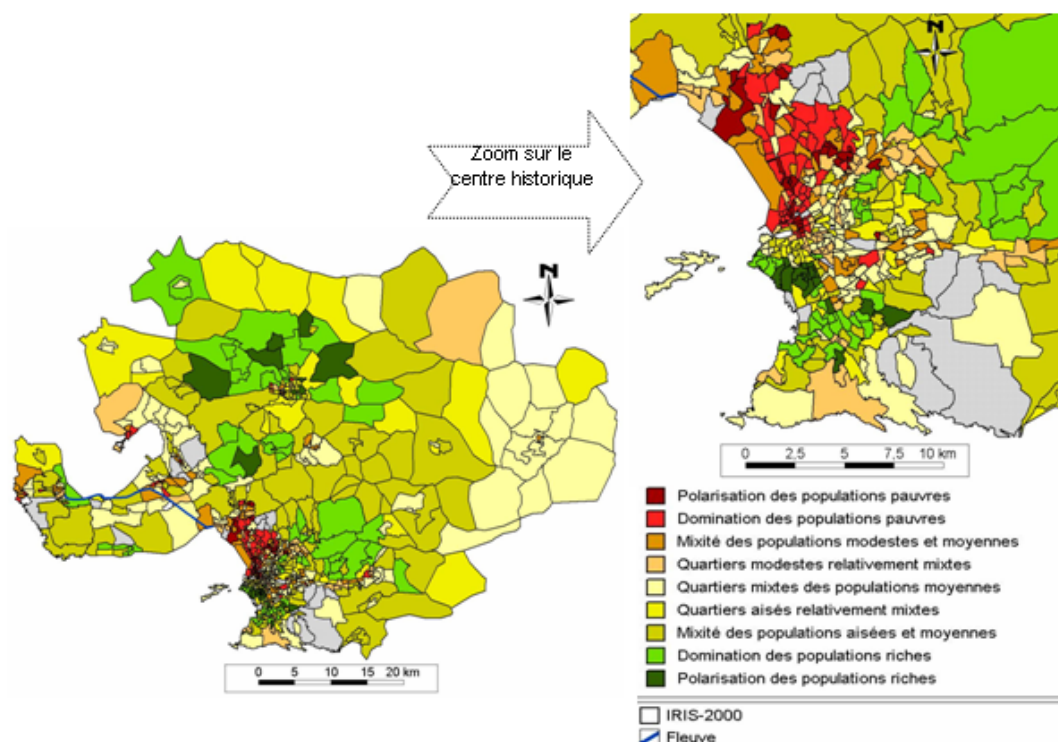 N
Zoom sur le
centre historique
N
0 2,5 5 7,5 10 km
0 5 10 15 20 km
Polarisation des populations pauvres
Domination des populations pauvres
Mixité des populations modestes et moyennes
Quartiers modestes relativement mixtes
Quartiers mixtes des populations moyennes
Quartiers aisés relativement mixtes
Mixité des populations aisées et moyennes
Domination des populations riches
Polarisation des populations riches
IRIS-2000
Fleuve